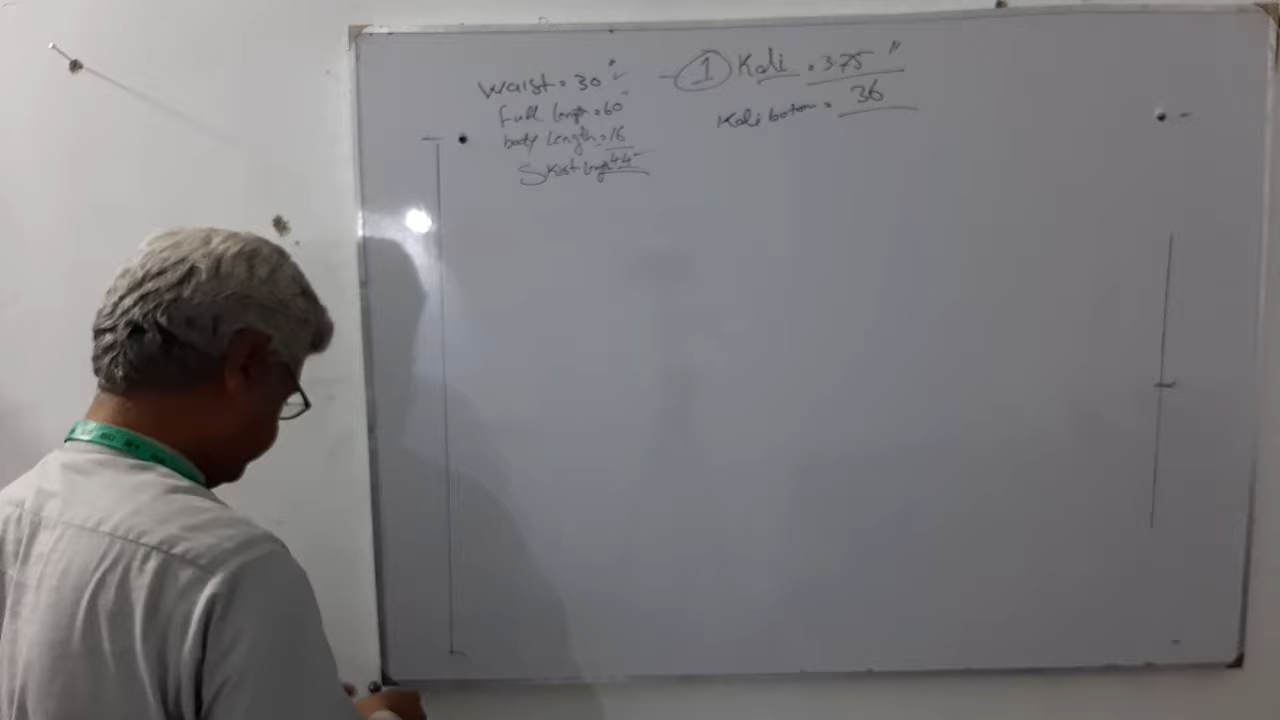 Waist = 30"
Full length = 60"
body length = 16
Skirt length 44"
1 Kali = 3.75"
Kali bottom = 36